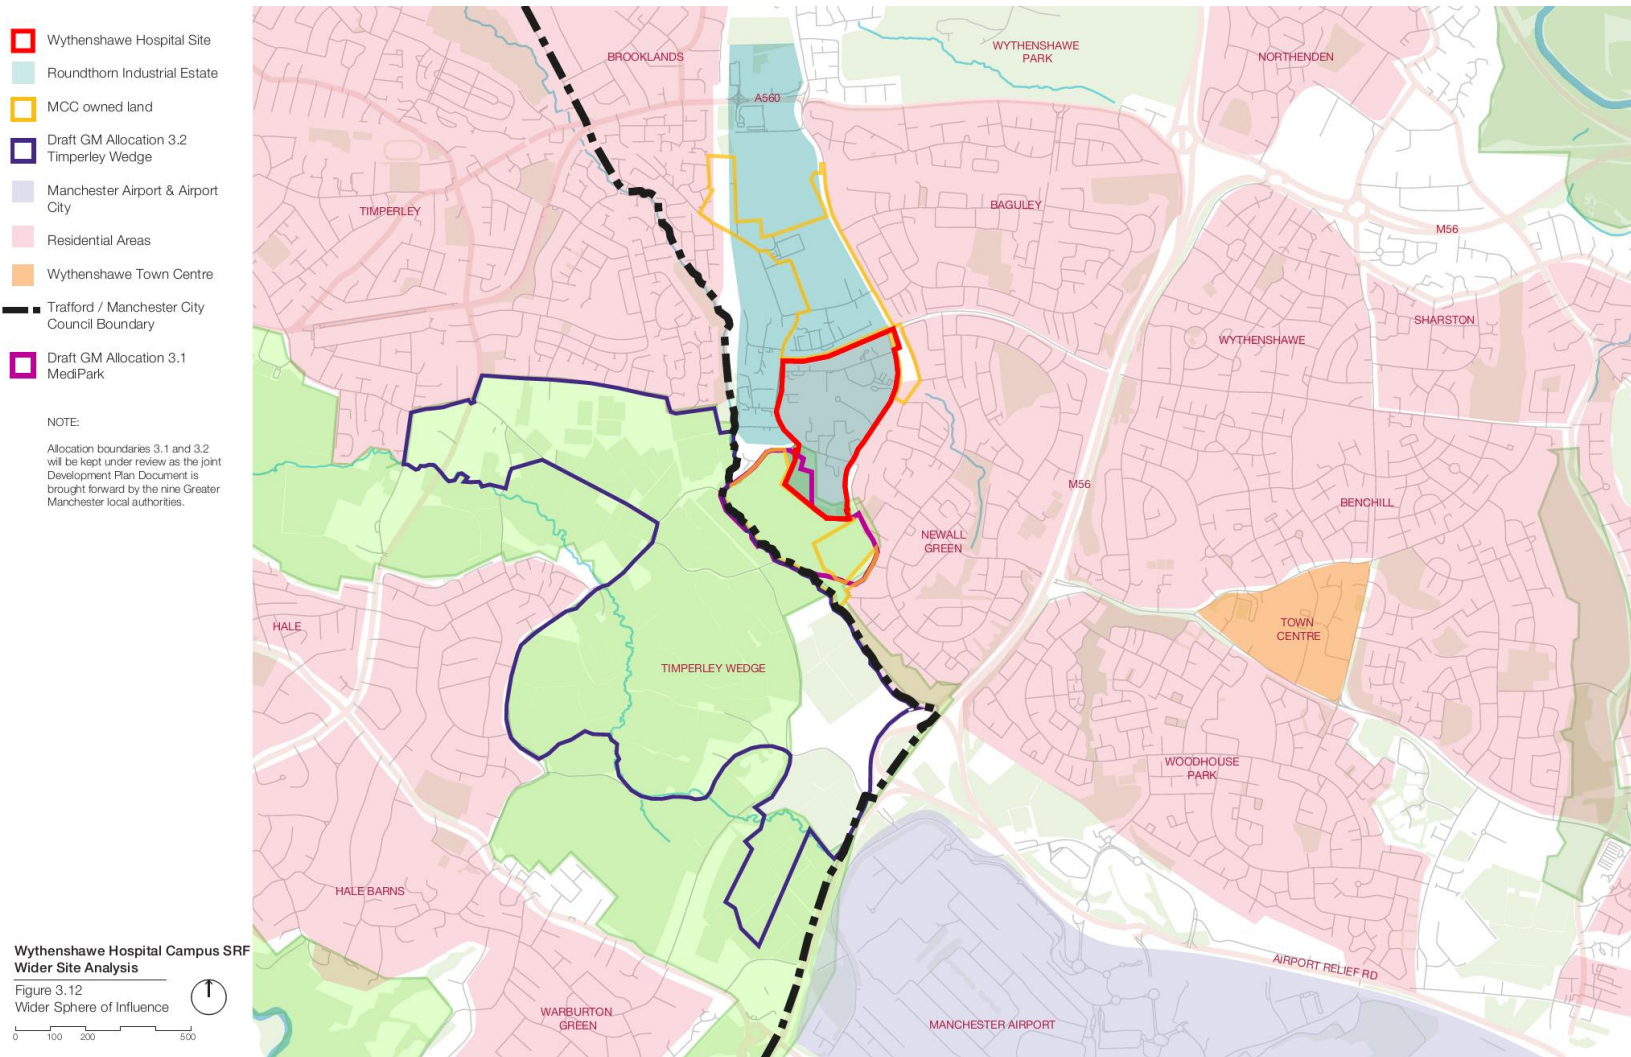 Wythenshawe Hospital Site
Roundthorn Industrial Estate
MCC owned land
Draft GM Allocation 3.2
Timperley Wedge
Manchester Airport & Airport
City
Residential Areas
Wythenshawe Town Centre
Trafford / Manchester City
Council Boundary
Draft GM Allocation 3.1
MediPark
NOTE:
Allocation boundaries 3.1 and 3.2
will be kept under review as the joint
Development Plan Document is
brought forward by the nine Greater
Manchester local authorities.
Wythenshawe Hospital Campus SRF
Wider Site Analysis
Figure 3.12
Wider Sphere of Influence
0 100 200 500
BROOKLANDS
WYTHENSHAWE
PARK
NORTHENDEN
A560
TIMPERLEY
BAGULEY
M56
SHARSTON
WYTHENSHAWE
M56
BENCHILL
NEWALL
GREEN
HALE
TOWN
CENTRE
TIMPERLEY WEDGE
WOODHOUSE
PARK
HALE BARNS
AIRPORT RELIEF RD
WARBURTON
GREEN
MANCHESTER AIRPORT